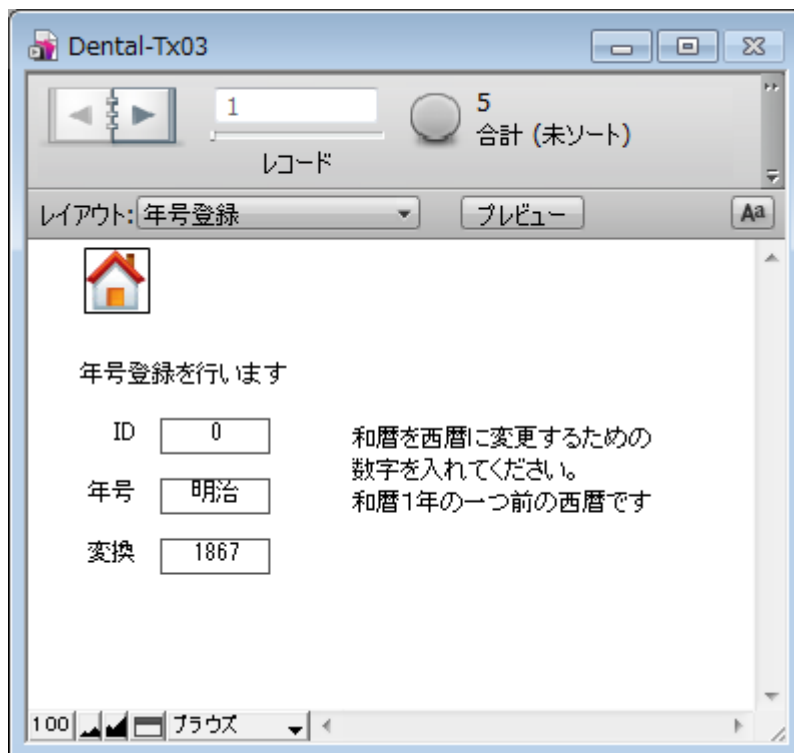 Dental-Tx03
1
5
合計 (未ソート)
レコード
レイアウト: 年号登録 プレビュー Aa
年号登録を行います
ID 0
年号 明治
変換 1867
和暦を西暦に変更するための
数字を入れてください。
和暦1年の一つ前の西暦です
100 ブラウズ